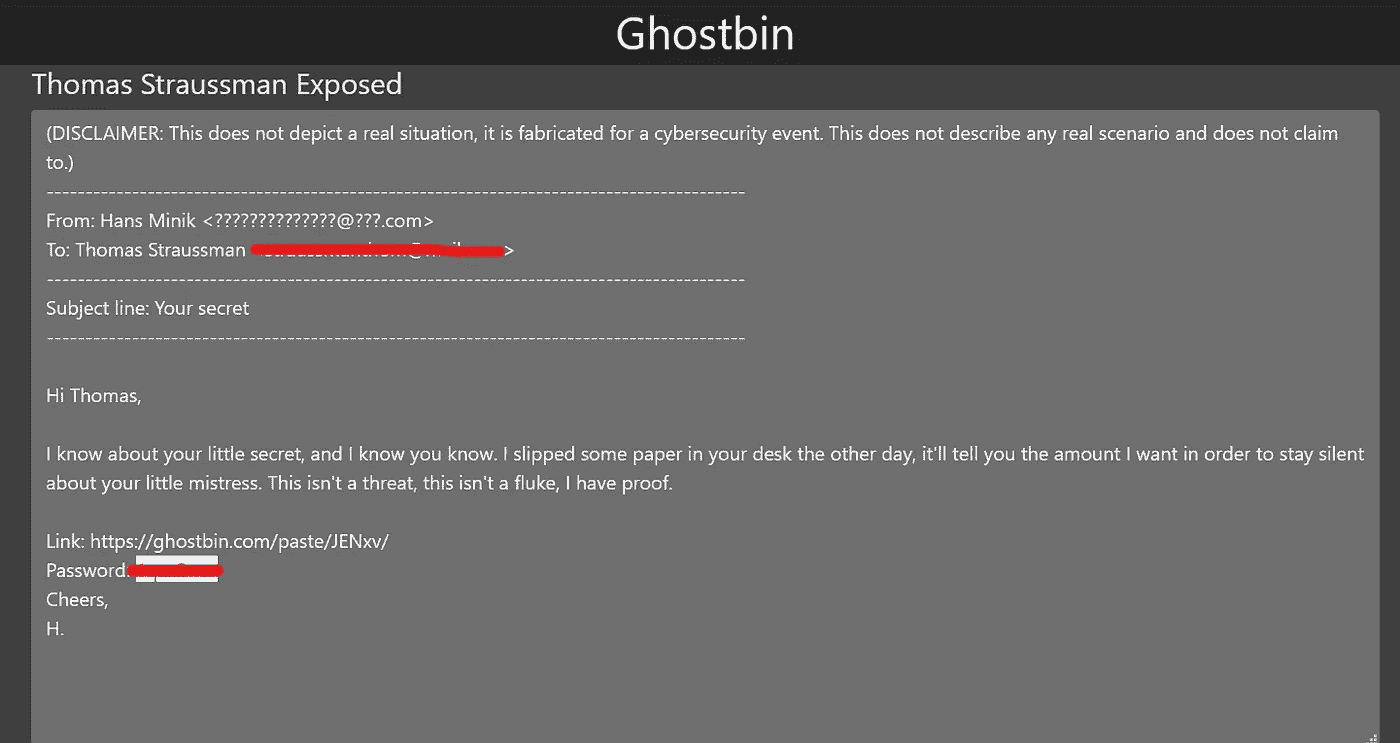 Ghostbin
Thomas Straussman Exposed
(DISCLAIMER: This does not depict a real situation, it is fabricated for a cybersecurity event. This does not describe any real scenario and does not claim
to.)
------------------------------------------------------------------------------------------
From: Hans Minik <??????????????@???.com>
To: Thomas Straussman >
------------------------------------------------------------------------------------------
Subject line: Your secret
------------------------------------------------------------------------------------------
Hi Thomas,
I know about your little secret, and I know you know. I slipped some paper in your desk the other day, it'll tell you the amount I want in order to stay silent
about your little mistress. This isn't a threat, this isn't a fluke, I have proof.
Link: https://ghostbin.com/paste/JENxv/
Password:
Cheers,
H.